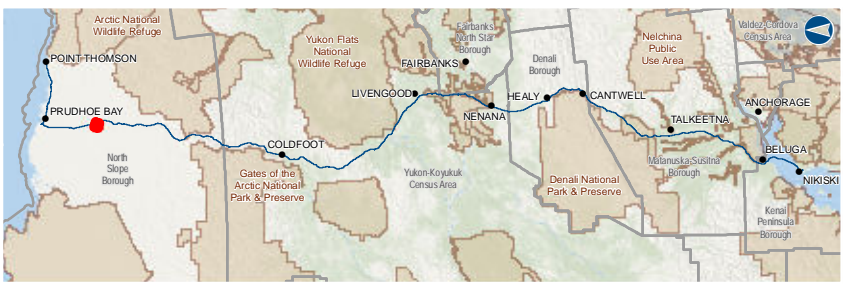 Arctic National
Wildlife Refuge
POINT THOMSON
PRUDHOE BAY
North
Slope
Borough
COLDFOOT
Gates of the
Arctic National
Park & Preserve
Yukon Flats
National
Wildlife Refuge
Fairbanks
North Star
Borough
FAIRBANKS
LIVENGOOD
NENANA
Yukon-Koyukuk
Census Area
Denali
Borough
HEALY
CANTWELL
Denali National
Park & Preserve
Nelchina
Public
Use Area
TALKEETNA
Matanuska-Susitna
Borough
Valdez-Cordova
Census Area
ANCHORAGE
BELUGA
NIKISKI
Kenai
Peninsula
Borough